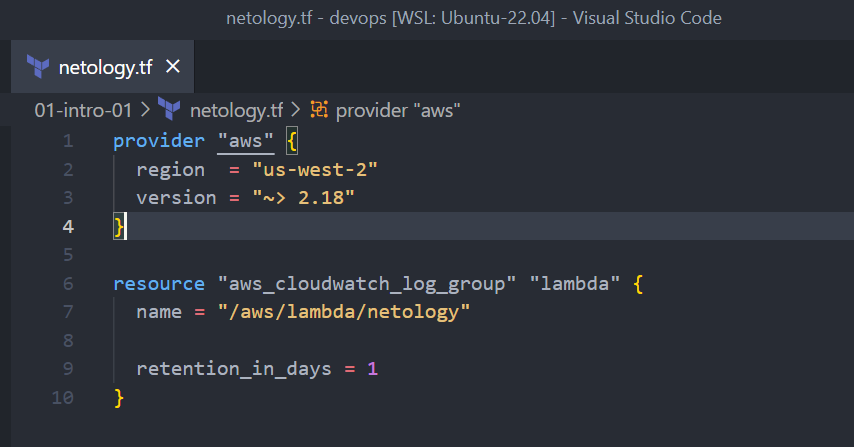 netology.tf - devops [WSL: Ubuntu-22.04] - Visual Studio Code
netology.tf
01-intro-01 > netology.tf > provider "aws"
1 provider "aws" {
2   region  = "us-west-2"
3   version = "~> 2.18"
4 }
5
6 resource "aws_cloudwatch_log_group" "lambda" {
7   name = "/aws/lambda/netology"
8
9   retention_in_days = 1
10 }